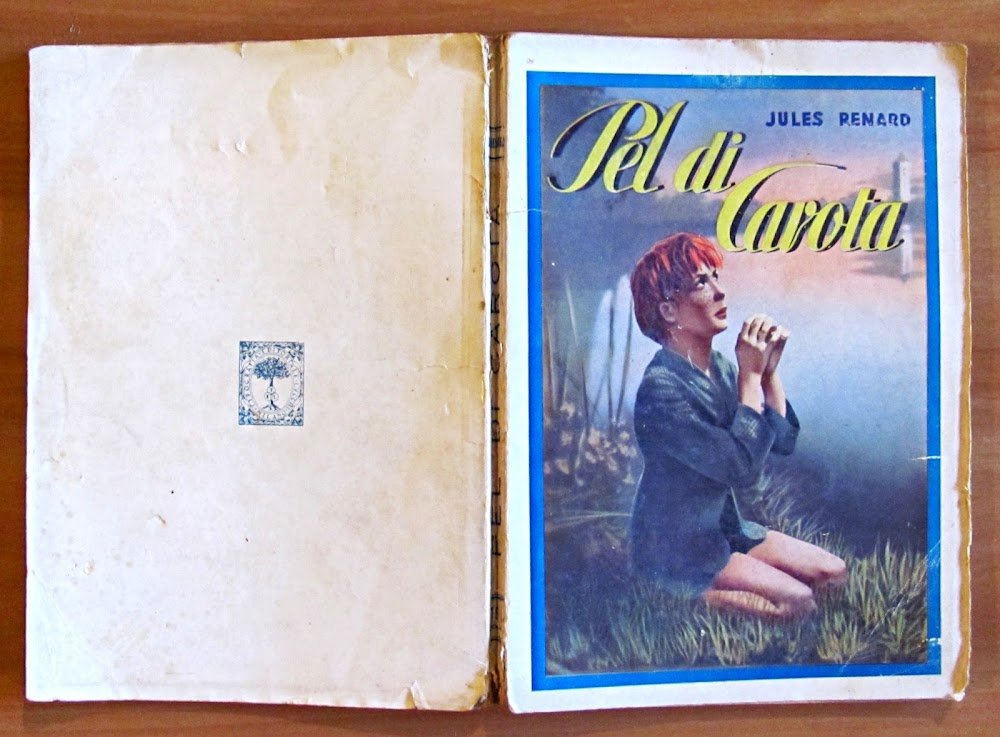 JULES RENARD
Pel di
Carota
PEL DI CAROTA